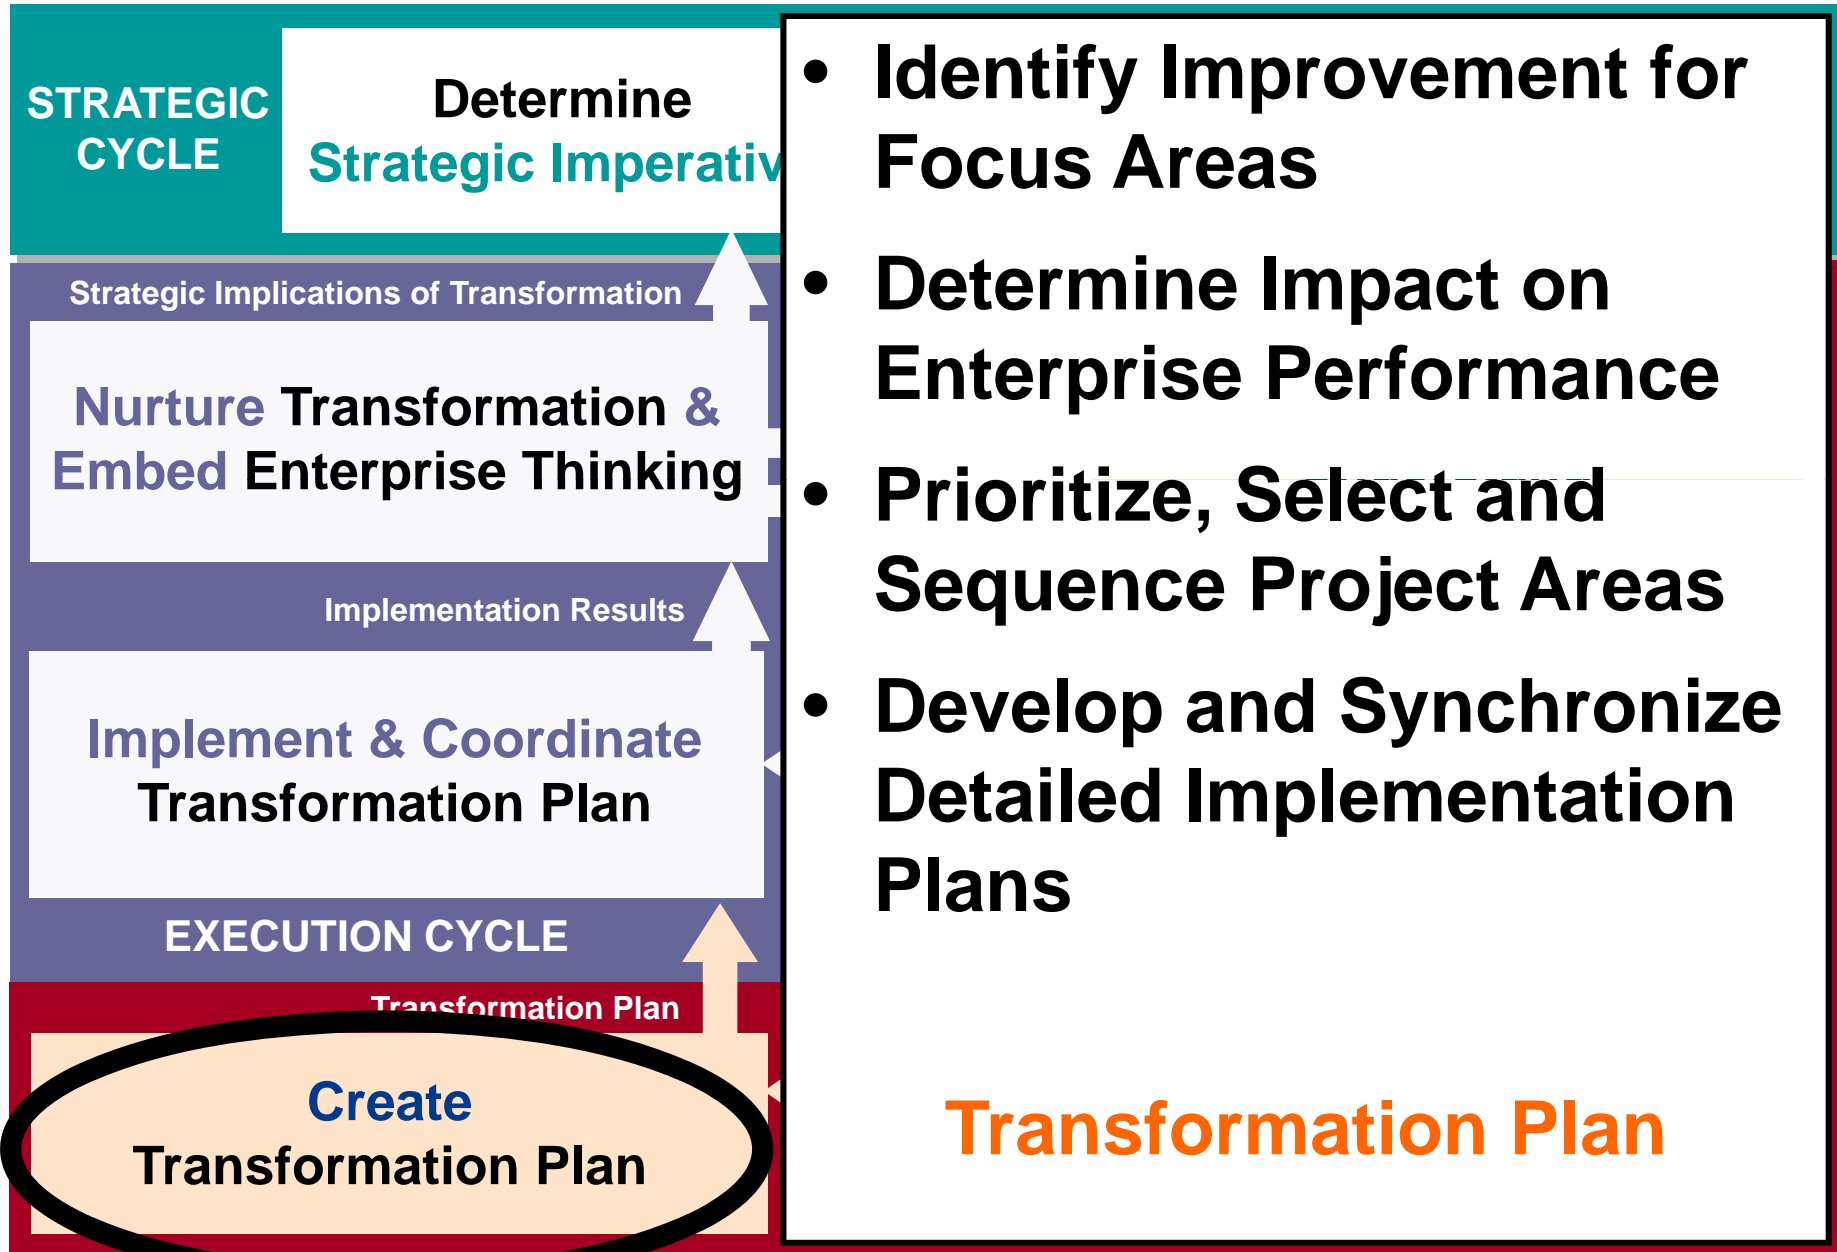 STRATEGIC
CYCLE
Determine
Strategic Imperativ
Strategic Implications of Transformation
Nurture Transformation &
Embed Enterprise Thinking
Implementation Results
Implement & Coordinate
Transformation Plan
EXECUTION CYCLE
Transformation Plan
Create
Transformation Plan
• Identify Improvement for
Focus Areas
• Determine Impact on
Enterprise Performance
• Prioritize, Select and
Sequence Project Areas
• Develop and Synchronize
Detailed Implementation
Plans
Transformation Plan